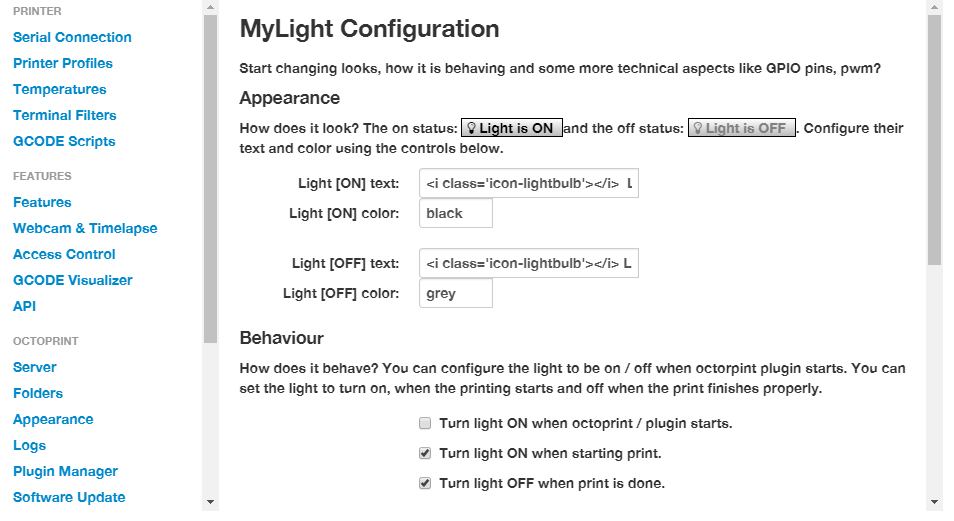 PRINTER
Serial Connection
Printer Profiles
Temperatures
Terminal Filters
GCODE Scripts
FEATURES
Features
Webcam & Timelapse
Access Control
GCODE Visualizer
API
OCTOPRINT
Server
Folders
Appearance
Logs
Plugin Manager
Software Update
MyLight Configuration
Start changing looks, how it is behaving and some more technical aspects like GPIO pins, pwm?
Appearance
How does it look? The on status: Light is ON and the off status: Light is OFF . Configure their
text and color using the controls below.
Light [ON] text: <i class='icon-lightbulb'></i> L
Light [ON] color: black
Light [OFF] text: <i class='icon-lightbulb'></i> L
Light [OFF] color: grey
Behaviour
How does it behave? You can configure the light to be on / off when octorpint plugin starts. You can
set the light to turn on, when the printing starts and off when the print finishes properly.
Turn light ON when octoprint / plugin starts.
Turn light ON when starting print.
Turn light OFF when print is done.